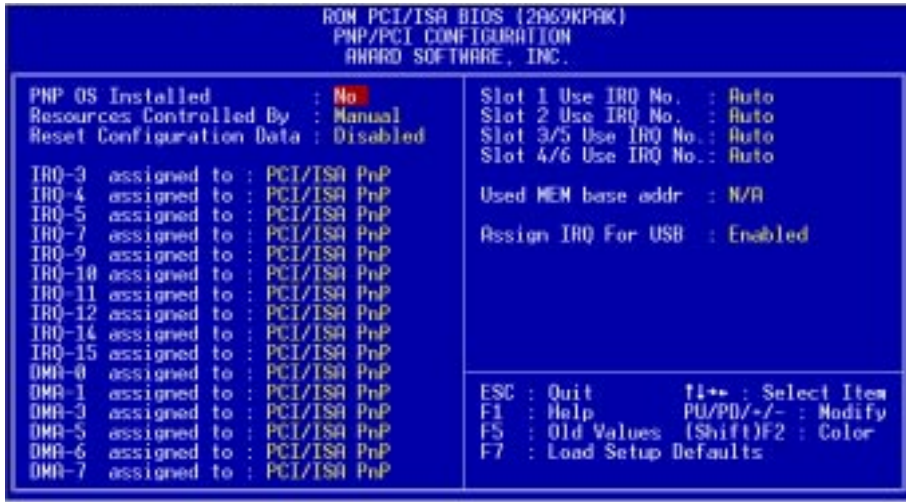 ROM PCI/ISA BIOS (2A69KPAK)
PNP/PCI CONFIGURATION
AWARD SOFTWARE, INC.
PNP OS Installed : No
Resources Controlled By : Manual
Reset Configuration Data : Disabled
IRQ-3 assigned to : PCI/ISA PnP
IRQ-4 assigned to : PCI/ISA PnP
IRQ-5 assigned to : PCI/ISA PnP
IRQ-7 assigned to : PCI/ISA PnP
IRQ-9 assigned to : PCI/ISA PnP
IRQ-10 assigned to : PCI/ISA PnP
IRQ-11 assigned to : PCI/ISA PnP
IRQ-12 assigned to : PCI/ISA PnP
IRQ-14 assigned to : PCI/ISA PnP
IRQ-15 assigned to : PCI/ISA PnP
DMA-0 assigned to : PCI/ISA PnP
DMA-1 assigned to : PCI/ISA PnP
DMA-3 assigned to : PCI/ISA PnP
DMA-5 assigned to : PCI/ISA PnP
DMA-6 assigned to : PCI/ISA PnP
DMA-7 assigned to : PCI/ISA PnP
Slot 1 Use IRQ No. : Auto
Slot 2 Use IRQ No. : Auto
Slot 3/5 Use IRQ No.: Auto
Slot 4/6 Use IRQ No.: Auto
Used MEM base addr : N/A
Assign IRQ For USB : Enabled
ESC : Quit ↑↓→← : Select Item
F1 : Help PU/PD/+/- : Modify
F5 : Old Values (Shift)F2 : Color
F7 : Load Setup Defaults